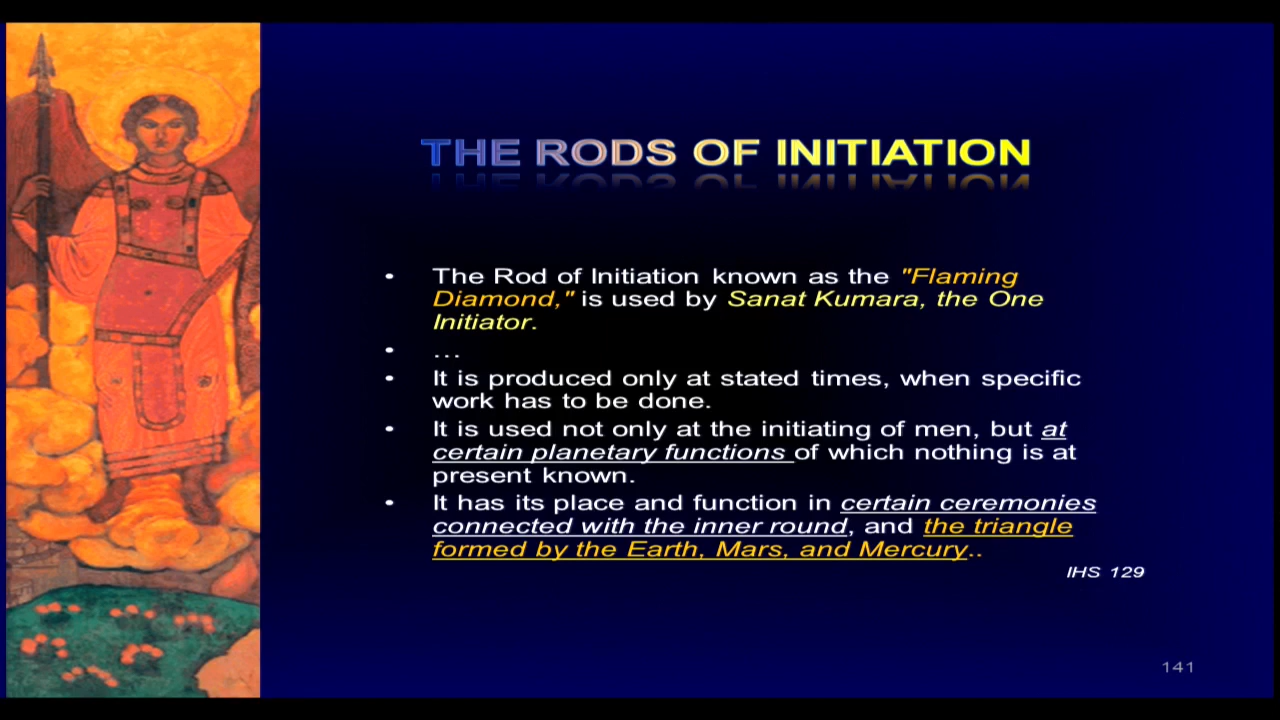 THE RODS OF INITIATION
• The Rod of Initiation known as the "Flaming
Diamond," is used by Sanat Kumara, the One
Initiator.
• …
• It is produced only at stated times, when specific
work has to be done.
• It is used not only at the initiating of men, but at
certain planetary functions of which nothing is at
present known.
• It has its place and function in certain ceremonies
connected with the inner round, and the triangle
formed by the Earth, Mars, and Mercury..
IHS 129
141